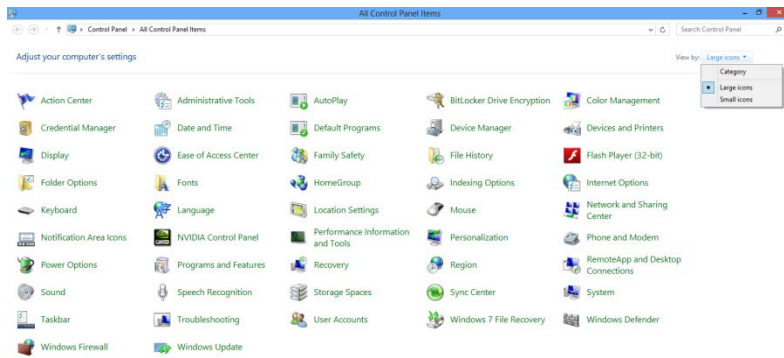 All Control Panel Items
Control Panel All Control Panel Items
Search Control Panel
Adjust your computer's settings
View by: Large icons
Category
Large icons
Small icons
Action Center
Administrative Tools
AutoPlay
BitLocker Drive Encryption
Color Management
Credential Manager
Date and Time
Default Programs
Device Manager
Devices and Printers
Display
Ease of Access Center
Family Safety
File History
Flash Player (32-bit)
Folder Options
Fonts
HomeGroup
Indexing Options
Internet Options
Keyboard
Language
Location Settings
Mouse
Network and Sharing
Center
Notification Area Icons
NVIDIA Control Panel
Performance Information
and Tools
Personalization
Phone and Modem
Power Options
Programs and Features
Recovery
Region
RemoteApp and Desktop
Connections
Sound
Speech Recognition
Storage Spaces
Sync Center
System
Taskbar
Troubleshooting
User Accounts
Windows 7 File Recovery
Windows Defender
Windows Firewall
Windows Update